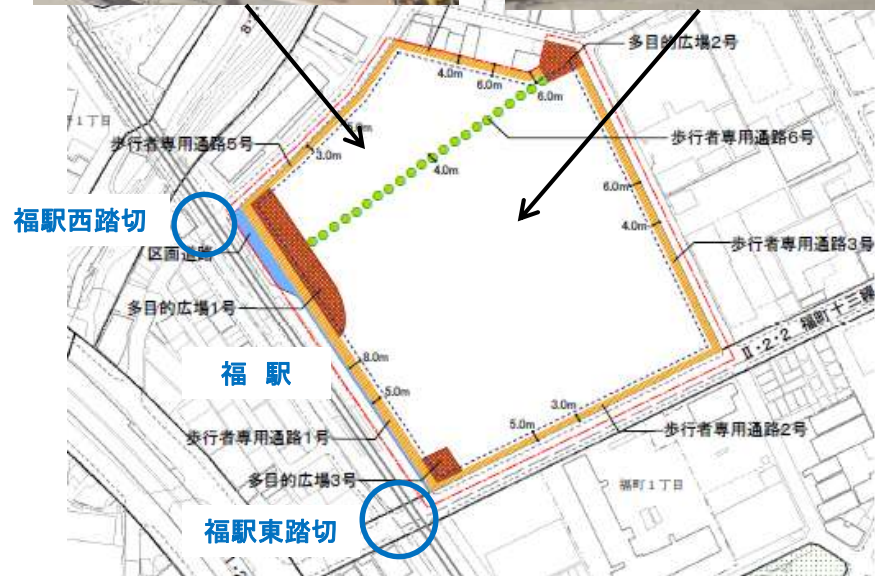 多目的広場2号
4.0m
6.0m
6.0m
歩行者専用通路5号
歩行者専用通路6号
3.0m
4.0m
6.0m
福駅西踏切
4.0m
歩行者専用通路3号
区画道路
多目的広場1号
Ⅱ・2・2 福町十三線
8.0m
福 駅
5.0m
3.0m
5.0m
歩行者専用通路1号
歩行者専用通路2号
多目的広場3号
福町1丁目
福駅東踏切